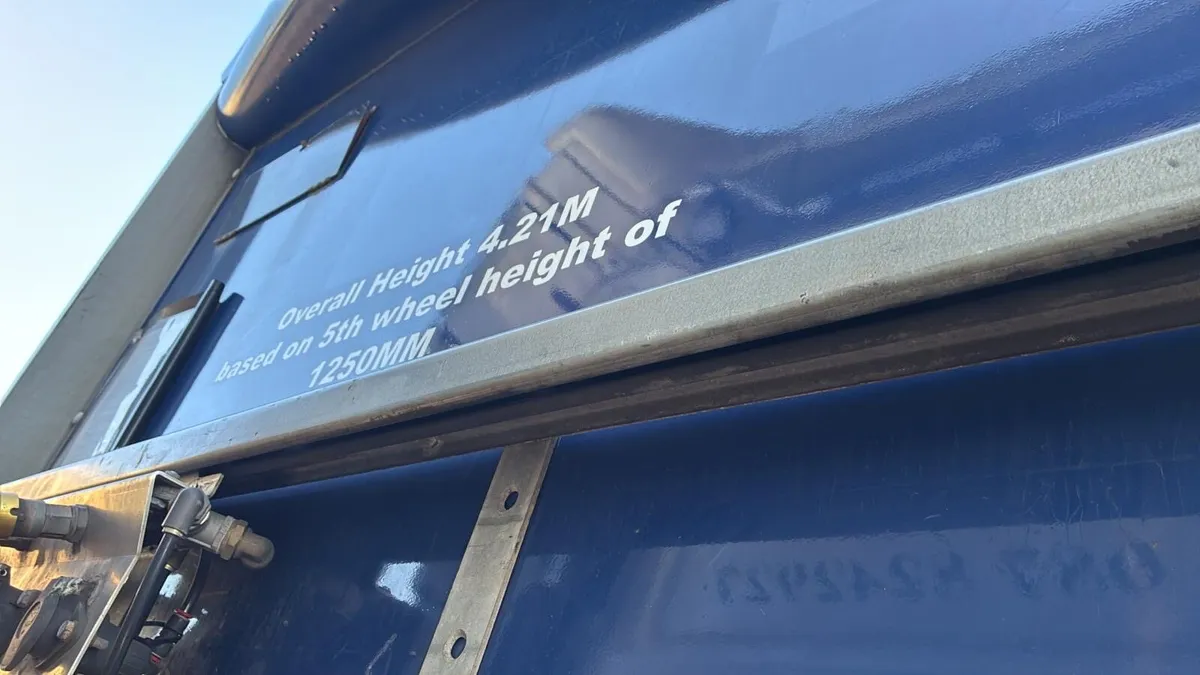 Overall Height 4.21M
based on 5th wheel height of
1250MM